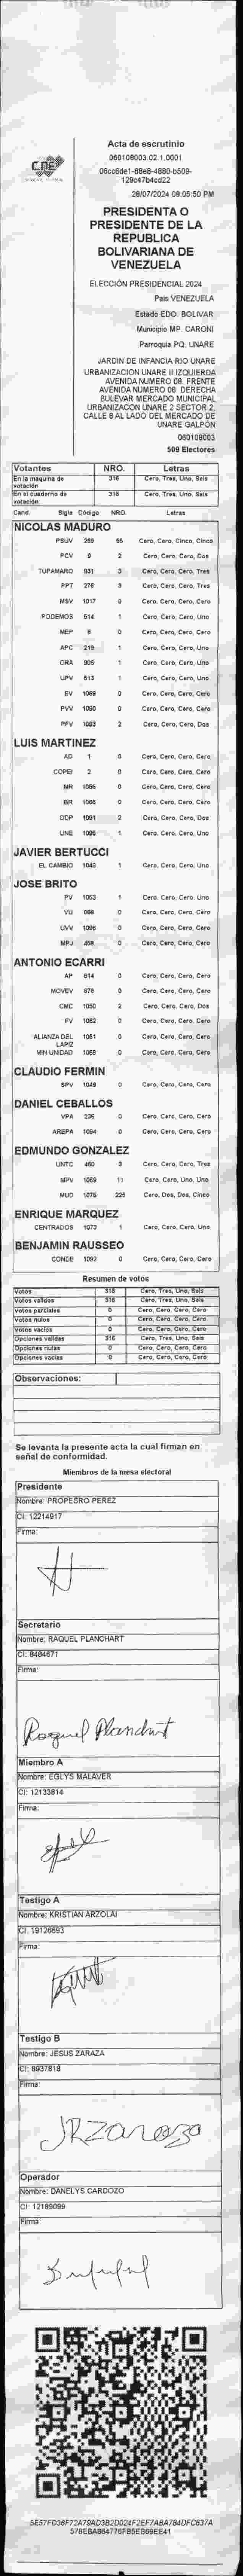 CNE
Acta de escrutinio
060108003.02.1.0001
28/07/2024 08:05:50 PM
PRESIDENTA O
PRESIDENTE DE LA
REPUBLICA
BOLIVARIANA DE
VENEZUELA
ELECCIÓN PRESIDENCIAL 2024
Pais VENEZUELA
Estado EDO. BOLIVAR
Municipio MP. CARONI
Parroquia PQ. UNARE
JARDIN DE INFANCIA RIO UNARE
URBANIZACION UNARE II IZQUIERDA
AVENIDA NUMERO 08. FRENTE
AVENIDA NUMERO 08. DERECHA
BULEVAR MERCADO MUNICIPAL
URBANIZACON UNARE 2 SECTOR 2,
CALLE 8 AL LADO DEL MERCADO DE
UNARE GALPÓN
060108003
509 Electores
Votantes NRO. Letras
En la máquina de votación 316 Cero, Tres, Uno, Seis
En el cuaderno de votación 316 Cero, Tres, Uno, Seis
Cand. Sigla Código NRO. Letras
NICOLAS MADURO
PSUV 269 55 Cero, Cero, Cinco, Cinco
PCV 9 2 Cero, Cero, Cero, Dos
TUPAMARO 931 3 Cero, Cero, Cero, Tres
PPT 276 3 Cero, Cero, Cero, Tres
MSV 1017 0 Cero, Cero, Cero, Cero
PODEMOS 514 1 Cero, Cero, Cero, Uno
MEP 6 0 Cero, Cero, Cero, Cero
APC 219 1 Cero, Cero, Cero, Uno
ORA 906 1 Cero, Cero, Cero, Uno
UPV 613 1 Cero, Cero, Cero, Uno
EV 1089 0 Cero, Cero, Cero, Cero
PVV 1090 0 Cero, Cero, Cero, Cero
PFV 1093 2 Cero, Cero, Cero, Dos
LUIS MARTINEZ
AD 1 0 Cero, Cero, Cero, Cero
COPEI 2 0 Cero, Cero, Cero, Cero
MR 1085 0 Cero, Cero, Cero, Cero
BR 1066 0 Cero, Cero, Cero, Cero
DDP 1091 2 Cero, Cero, Cero, Dos
UNE 1095 1 Cero, Cero, Cero, Uno
JAVIER BERTUCCI
EL CAMBIO 1048 1 Cero, Cero, Cero, Uno
JOSE BRITO
PV 1053 1 Cero, Cero, Cero, Uno
VU 868 0 Cero, Cero, Cero, Cero
UVV 1096 0 Cero, Cero, Cero, Cero
MPJ 458 0 Cero, Cero, Cero, Cero
ANTONIO ECARRI
AP 614 0 Cero, Cero, Cero, Cero
MOVEV 679 0 Cero, Cero, Cero, Cero
CMC 1050 2 Cero, Cero, Cero, Dos
FV 1062 0 Cero, Cero, Cero, Cero
ALIANZA DEL LAPIZ 1051 0 Cero, Cero, Cero, Cero
MIN UNIDAD 1058 0 Cero, Cero, Cero, Cero
CLAUDIO FERMIN
SPV 1049 0 Cero, Cero, Cero, Cero
DANIEL CEBALLOS
VPA 236 0 Cero, Cero, Cero, Cero
AREPA 1094 0 Cero, Cero, Cero, Cero
EDMUNDO GONZALEZ
UNTC 460 3 Cero, Cero, Cero, Tres
MPV 1069 11 Cero, Cero, Uno, Uno
MUD 1075 225 Cero, Dos, Dos, Cinco
ENRIQUE MARQUEZ
CENTRADOS 1073 1 Cero, Cero, Cero, Uno
BENJAMIN RAUSSEO
CONDE 1092 0 Cero, Cero, Cero, Cero
Resumen de votos
Votos 316 Cero, Tres, Uno, Seis
Votos validos 316 Cero, Tres, Uno, Seis
Votos parciales 0 Cero, Cero, Cero, Cero
Votos nulos 0 Cero, Cero, Cero, Cero
Votos vacios 0 Cero, Cero, Cero, Cero
Opciones validas 316 Cero, Tres, Uno, Seis
Opciones nulas 0 Cero, Cero, Cero, Cero
Opciones vacias 0 Cero, Cero, Cero, Cero
Observaciones:
Se levanta la presente acta la cual firman en
señal de conformidad.
Miembros de la mesa electoral
Presidente
Nombre: PROPESRO PEREZ
CI: 12214917
Firma:
Secretario
Nombre: RAQUEL PLANCHART
CI: 8484671
Firma:
Raquel Planchart
Miembro A
Nombre: EGLYS MALAVER
CI: 12133814
Firma:
Testigo A
Nombre: KRISTIAN ARZOLAI
CI: 19126693
Firma:
Testigo B
Nombre: JESUS ZARAZA
CI: 8937818
Firma:
JRZaraza
Operador
Nombre: DANELYS CARDOZO
CI: 12189099
Firma: